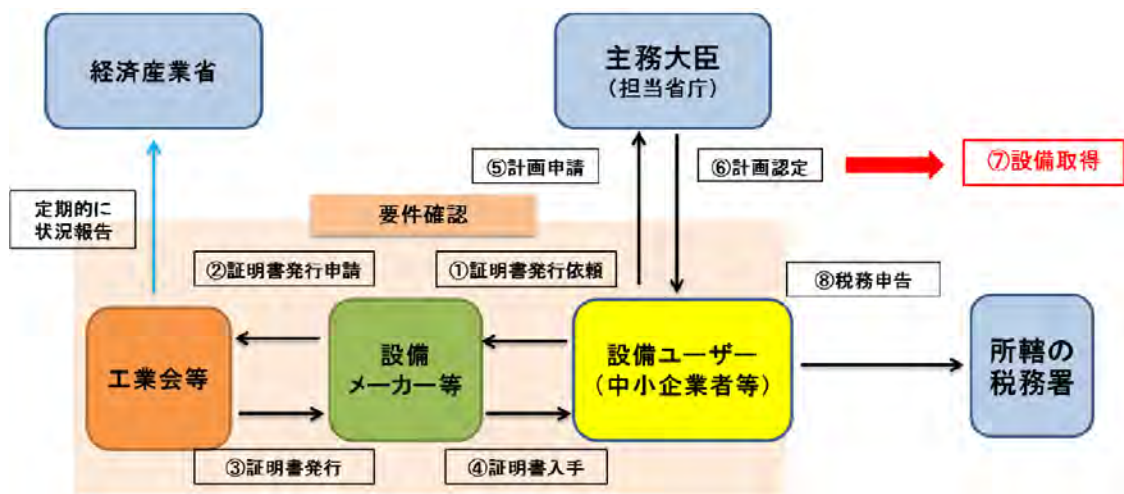 経済産業省
主務大臣
（担当省庁）
⑤計画申請
⑥計画認定
⑦設備取得
定期的に
状況報告
要件確認
②証明書発行申請
①証明書発行依頼
⑧税務申告
工業会等
設備
メーカー等
設備ユーザー
（中小企業者等）
所轄の
税務署
③証明書発行
④証明書入手